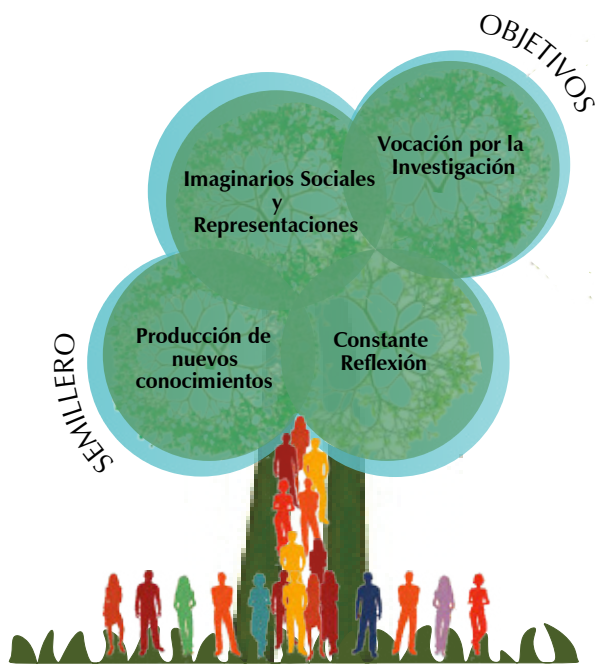 OBJETIVOS
Vocación por la
Investigación
Imaginarios Sociales
y
Representaciones
Producción de
nuevos
conocimientos
Constante
Reflexión
SEMILLERO